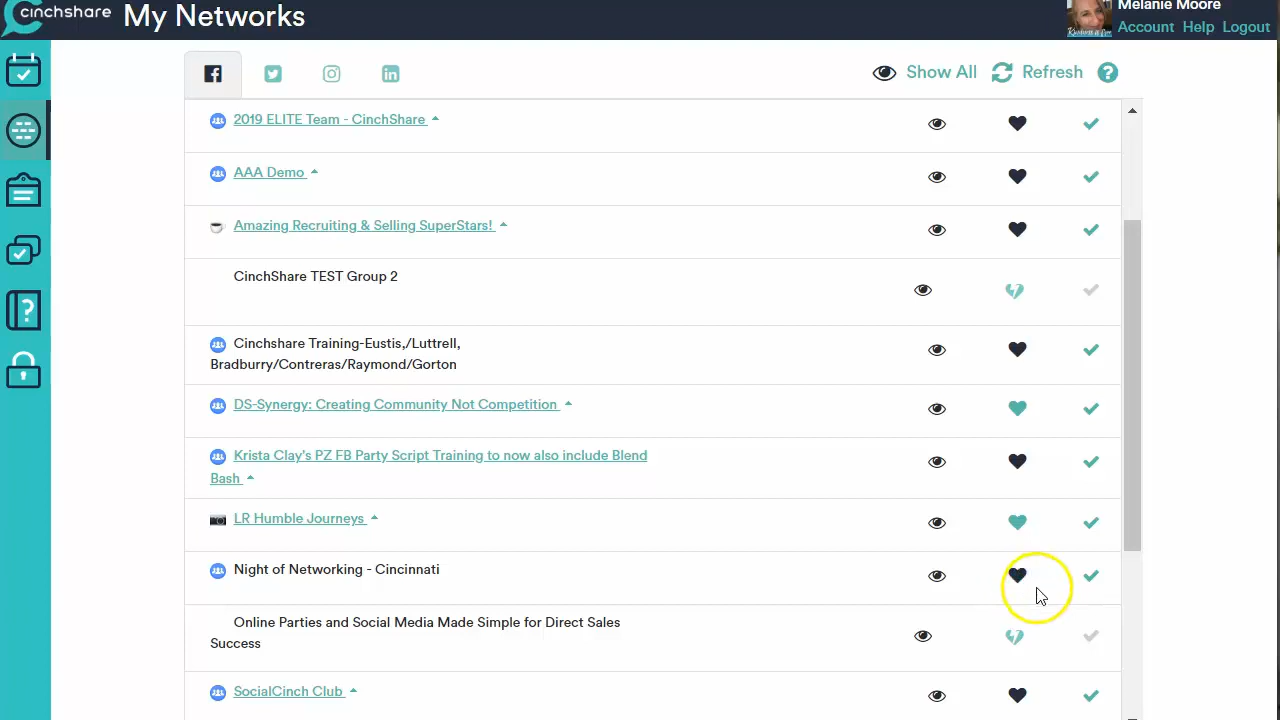 cinchshare My Networks
Melanie Moore
Account Help Logout
Show All Refresh ?
2019 ELITE Team - CinchShare
AAA Demo
Amazing Recruiting & Selling SuperStars!
CinchShare TEST Group 2
Cinchshare Training-Eustis,/Luttrell,
Bradburry/Contreras/Raymond/Gorton
DS-Synergy: Creating Community Not Competition
Krista Clay's PZ FB Party Script Training to now also include Blend
Bash
LR Humble Journeys
Night of Networking - Cincinnati
Online Parties and Social Media Made Simple for Direct Sales
Success
SocialCinch Club